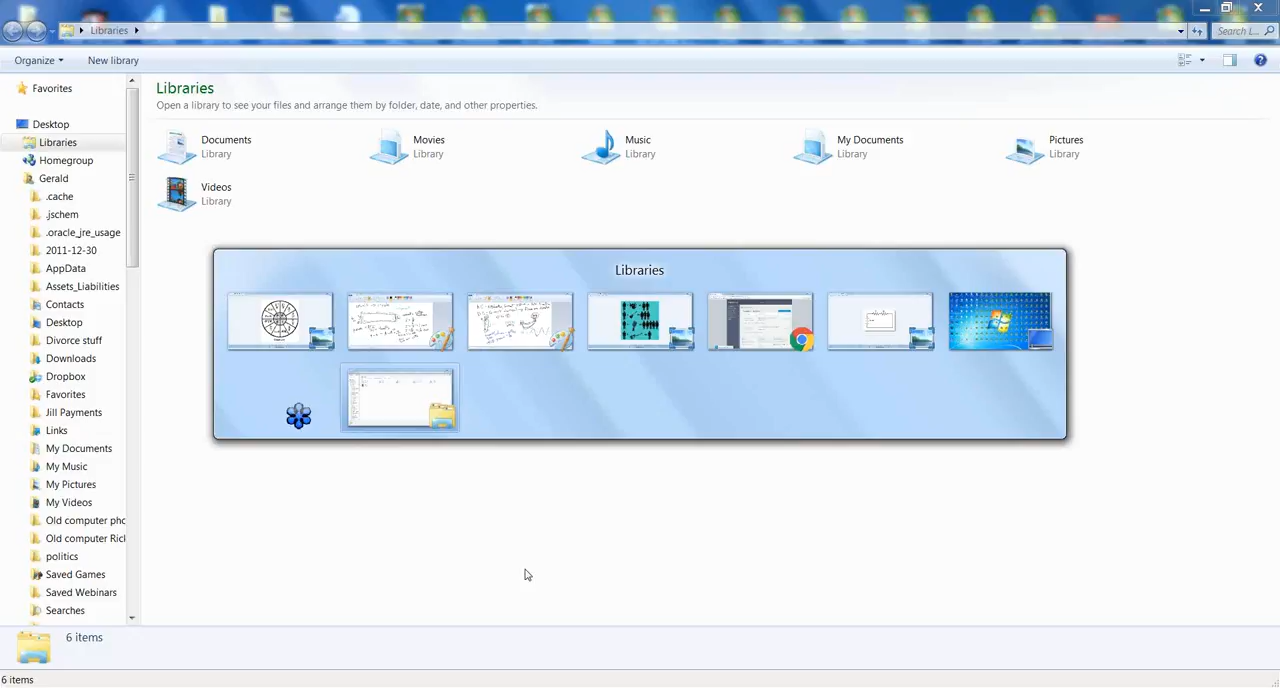 Libraries
Search L...
Organize
New library
Favorites
Desktop
Libraries
Homegroup
Gerald
.cache
.jschem
.oracle_jre_usage
2011-12-30
AppData
Assets_Liabilities
Contacts
Desktop
Divorce stuff
Downloads
Dropbox
Favorites
Jill Payments
Links
My Documents
My Music
My Pictures
My Videos
Old computer pho
Old computer Rick
politics
Saved Games
Saved Webinars
Searches
Libraries
Open a library to see your files and arrange them by folder, date, and other properties.
Documents
Library
Movies
Library
Music
Library
My Documents
Library
Pictures
Library
Videos
Library
Libraries
6 items
6 items